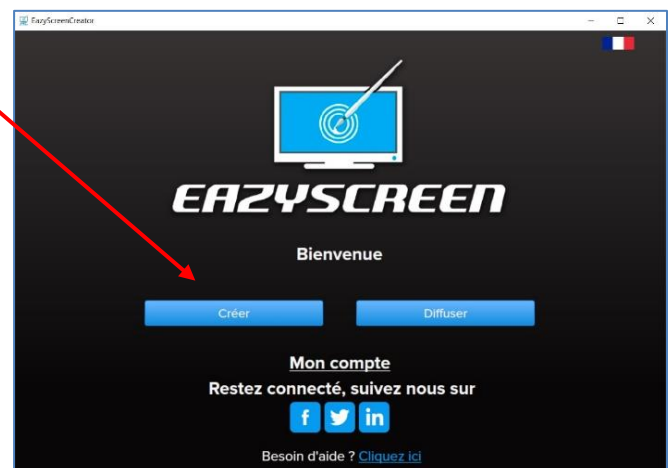 EazyScreenCreator
EAZYSCREEN
Bienvenue
Créer Diffuser
Mon compte
Restez connecté, suivez nous sur
f in
Besoin d'aide ? Cliquez ici